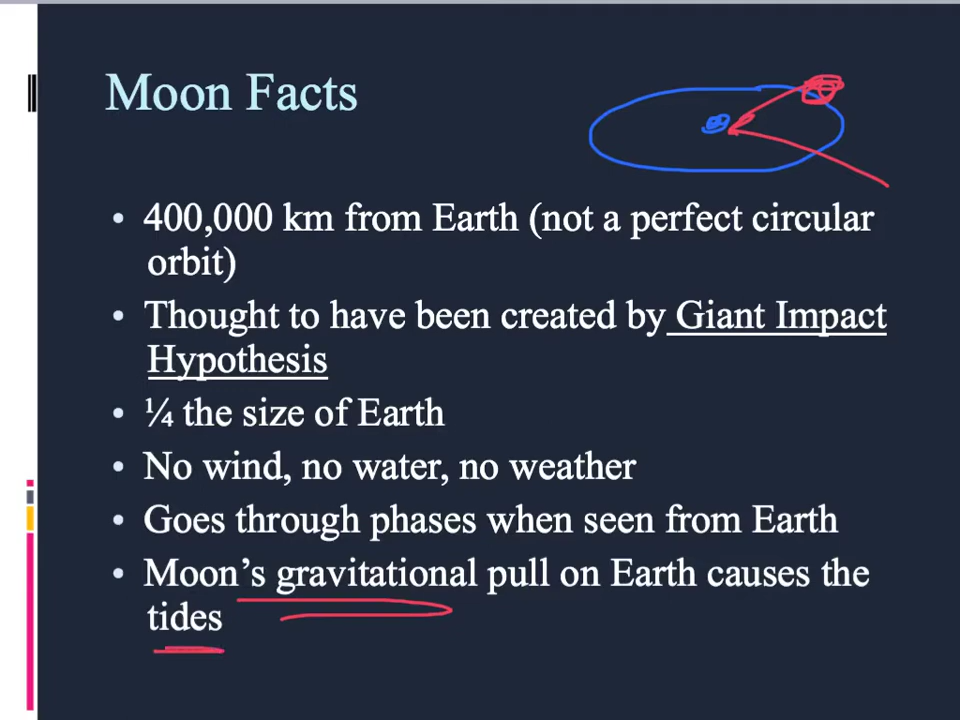 Moon Facts
• 400,000 km from Earth (not a perfect circular
orbit)
• Thought to have been created by Giant Impact
Hypothesis
• ¼ the size of Earth
• No wind, no water, no weather
• Goes through phases when seen from Earth
• Moon’s gravitational pull on Earth causes the
tides